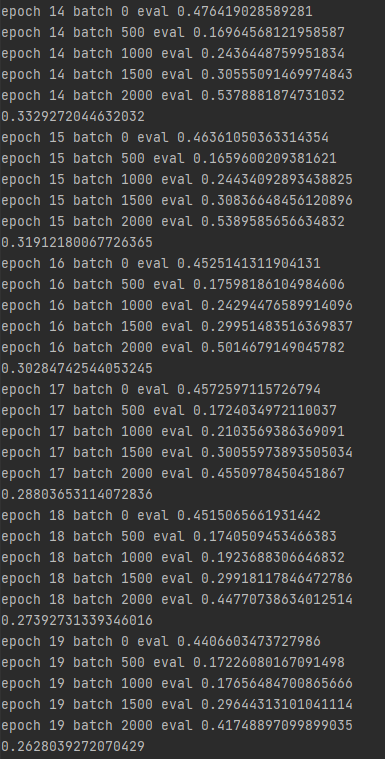 epoch 14 batch 0 eval 0.476419028589281
epoch 14 batch 500 eval 0.16964568121958587
epoch 14 batch 1000 eval 0.2436448759951834
epoch 14 batch 1500 eval 0.30555091469974843
epoch 14 batch 2000 eval 0.5378881874731032
0.3329272044632032
epoch 15 batch 0 eval 0.46361050363314354
epoch 15 batch 500 eval 0.1659600209381621
epoch 15 batch 1000 eval 0.24434092893438825
epoch 15 batch 1500 eval 0.30836648456120896
epoch 15 batch 2000 eval 0.5389585656634832
0.31912180067726365
epoch 16 batch 0 eval 0.4525141311904131
epoch 16 batch 500 eval 0.17598186104984606
epoch 16 batch 1000 eval 0.24294476589914096
epoch 16 batch 1500 eval 0.29951483516369837
epoch 16 batch 2000 eval 0.5014679149045782
0.30284742544053245
epoch 17 batch 0 eval 0.4572597115726794
epoch 17 batch 500 eval 0.1724034972110037
epoch 17 batch 1000 eval 0.2103569386369091
epoch 17 batch 1500 eval 0.30055973893505034
epoch 17 batch 2000 eval 0.4550978450451867
0.28803653114072836
epoch 18 batch 0 eval 0.4515065661931442
epoch 18 batch 500 eval 0.1740509453466383
epoch 18 batch 1000 eval 0.1923688306646832
epoch 18 batch 1500 eval 0.29918117846472786
epoch 18 batch 2000 eval 0.44770738634012514
0.27392731339346016
epoch 19 batch 0 eval 0.4406603473727986
epoch 19 batch 500 eval 0.17226080167091498
epoch 19 batch 1000 eval 0.17656484700865666
epoch 19 batch 1500 eval 0.29644313101041114
epoch 19 batch 2000 eval 0.41748897099899035
0.2628039272070429